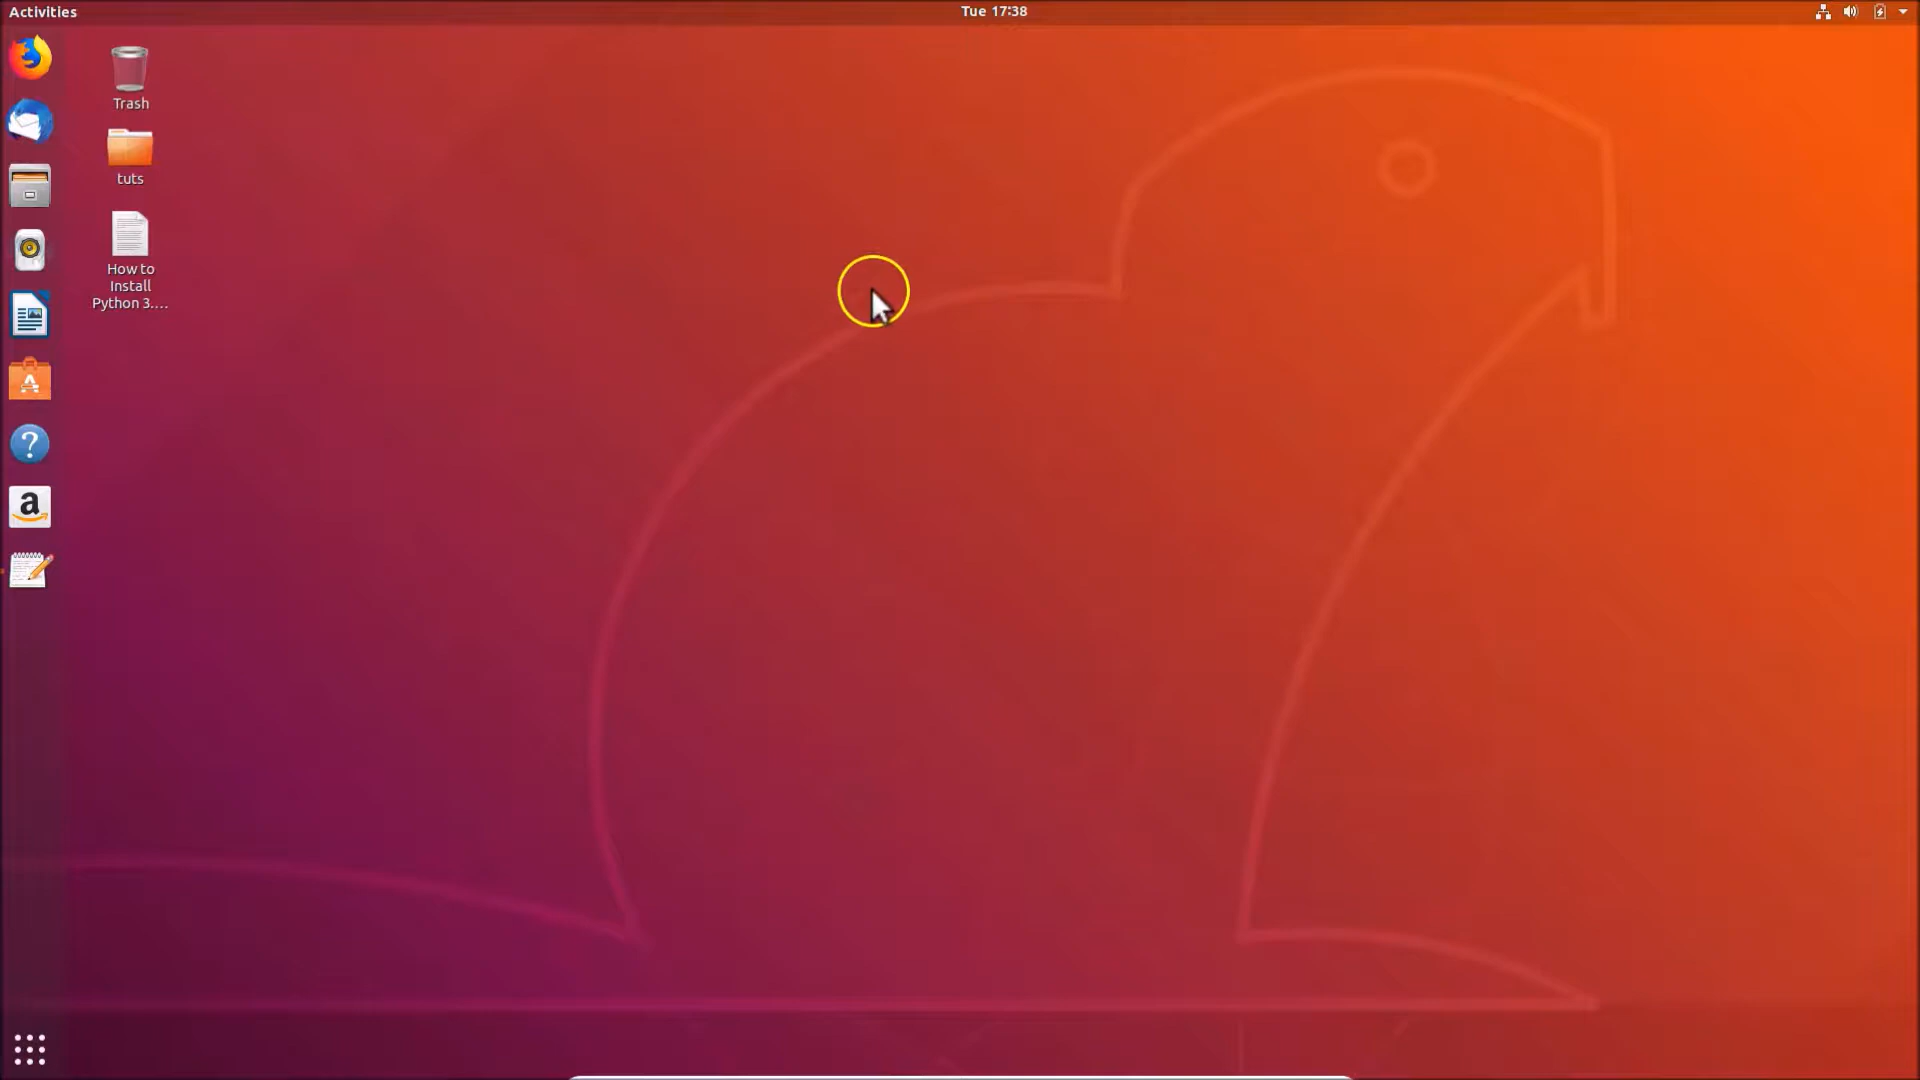 Activities
Tue 17:38
Trash
tuts
How to
Install
Python 3....
a